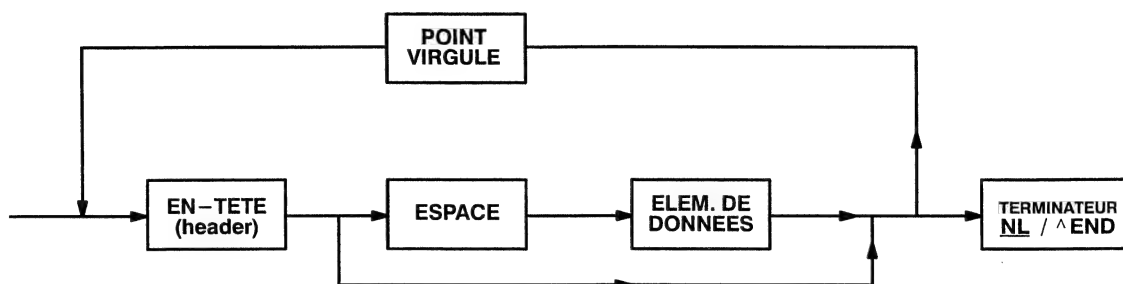 POINT
VIRGULE
EN–TETE
(header)
ESPACE
ELEM. DE
DONNEES
TERMINATEUR
NL / ^END